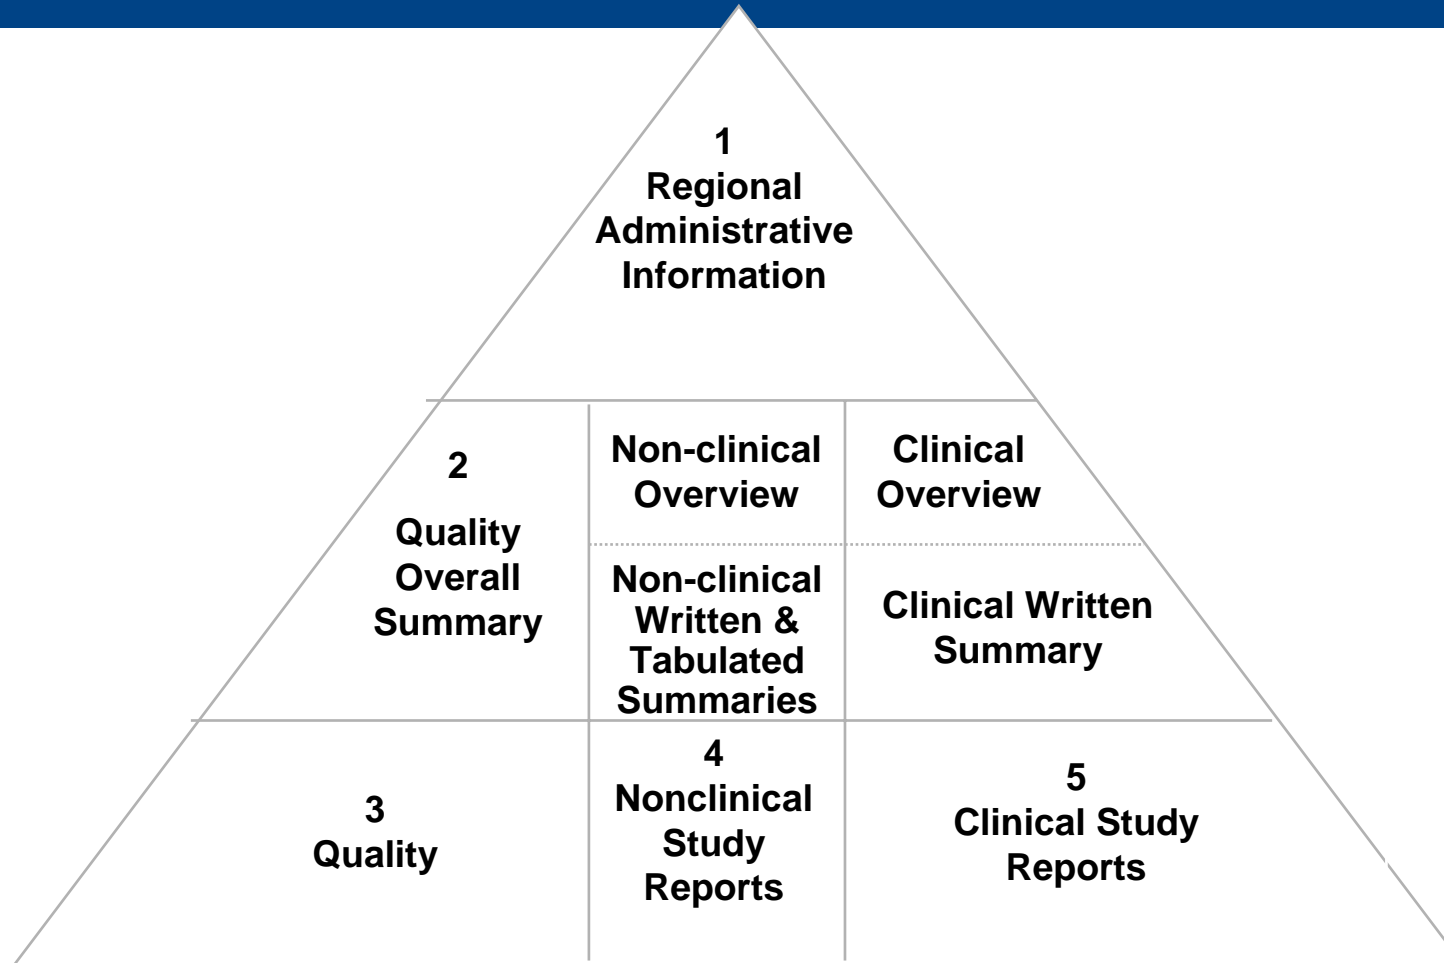 1
Regional
Administrative
Information
2
Quality
Overall
Summary
Non-clinical
Overview
Clinical
Overview
Non-clinical
Written &
Tabulated
Summaries
Clinical Written
Summary
3
Quality
4
Nonclinical
Study
Reports
5
Clinical Study
Reports